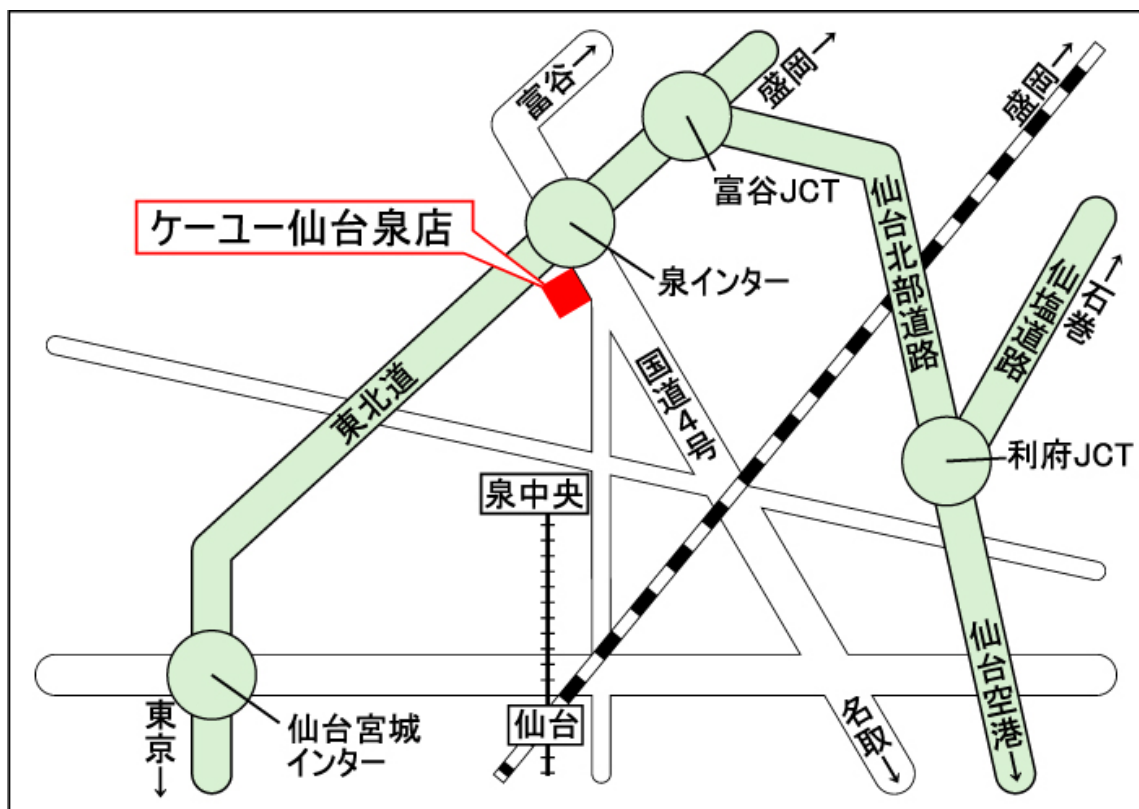 富谷→
盛岡→
盛岡→
富谷JCT
ケーユー仙台泉店
泉インター
仙台北部道路
仙塩道路
→石巻
東北道
国道4号
利府JCT
泉中央
仙台空港→
東京→
仙台宮城
インター
仙台
名取→